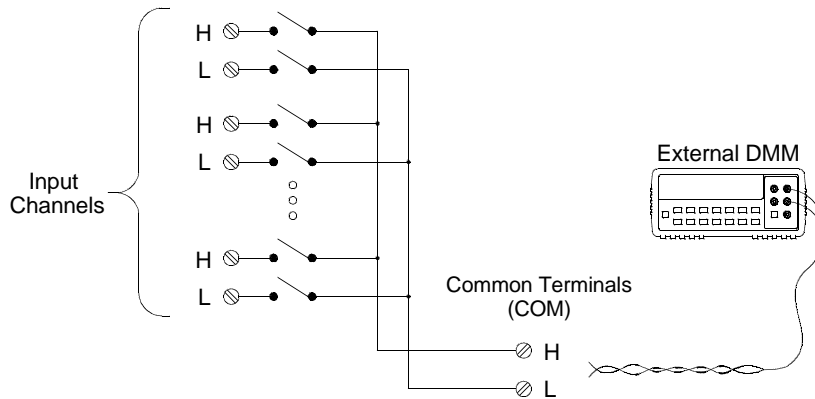 H
L
H
L
Input
Channels
H
L
External DMM
Common Terminals
(COM)
H
L